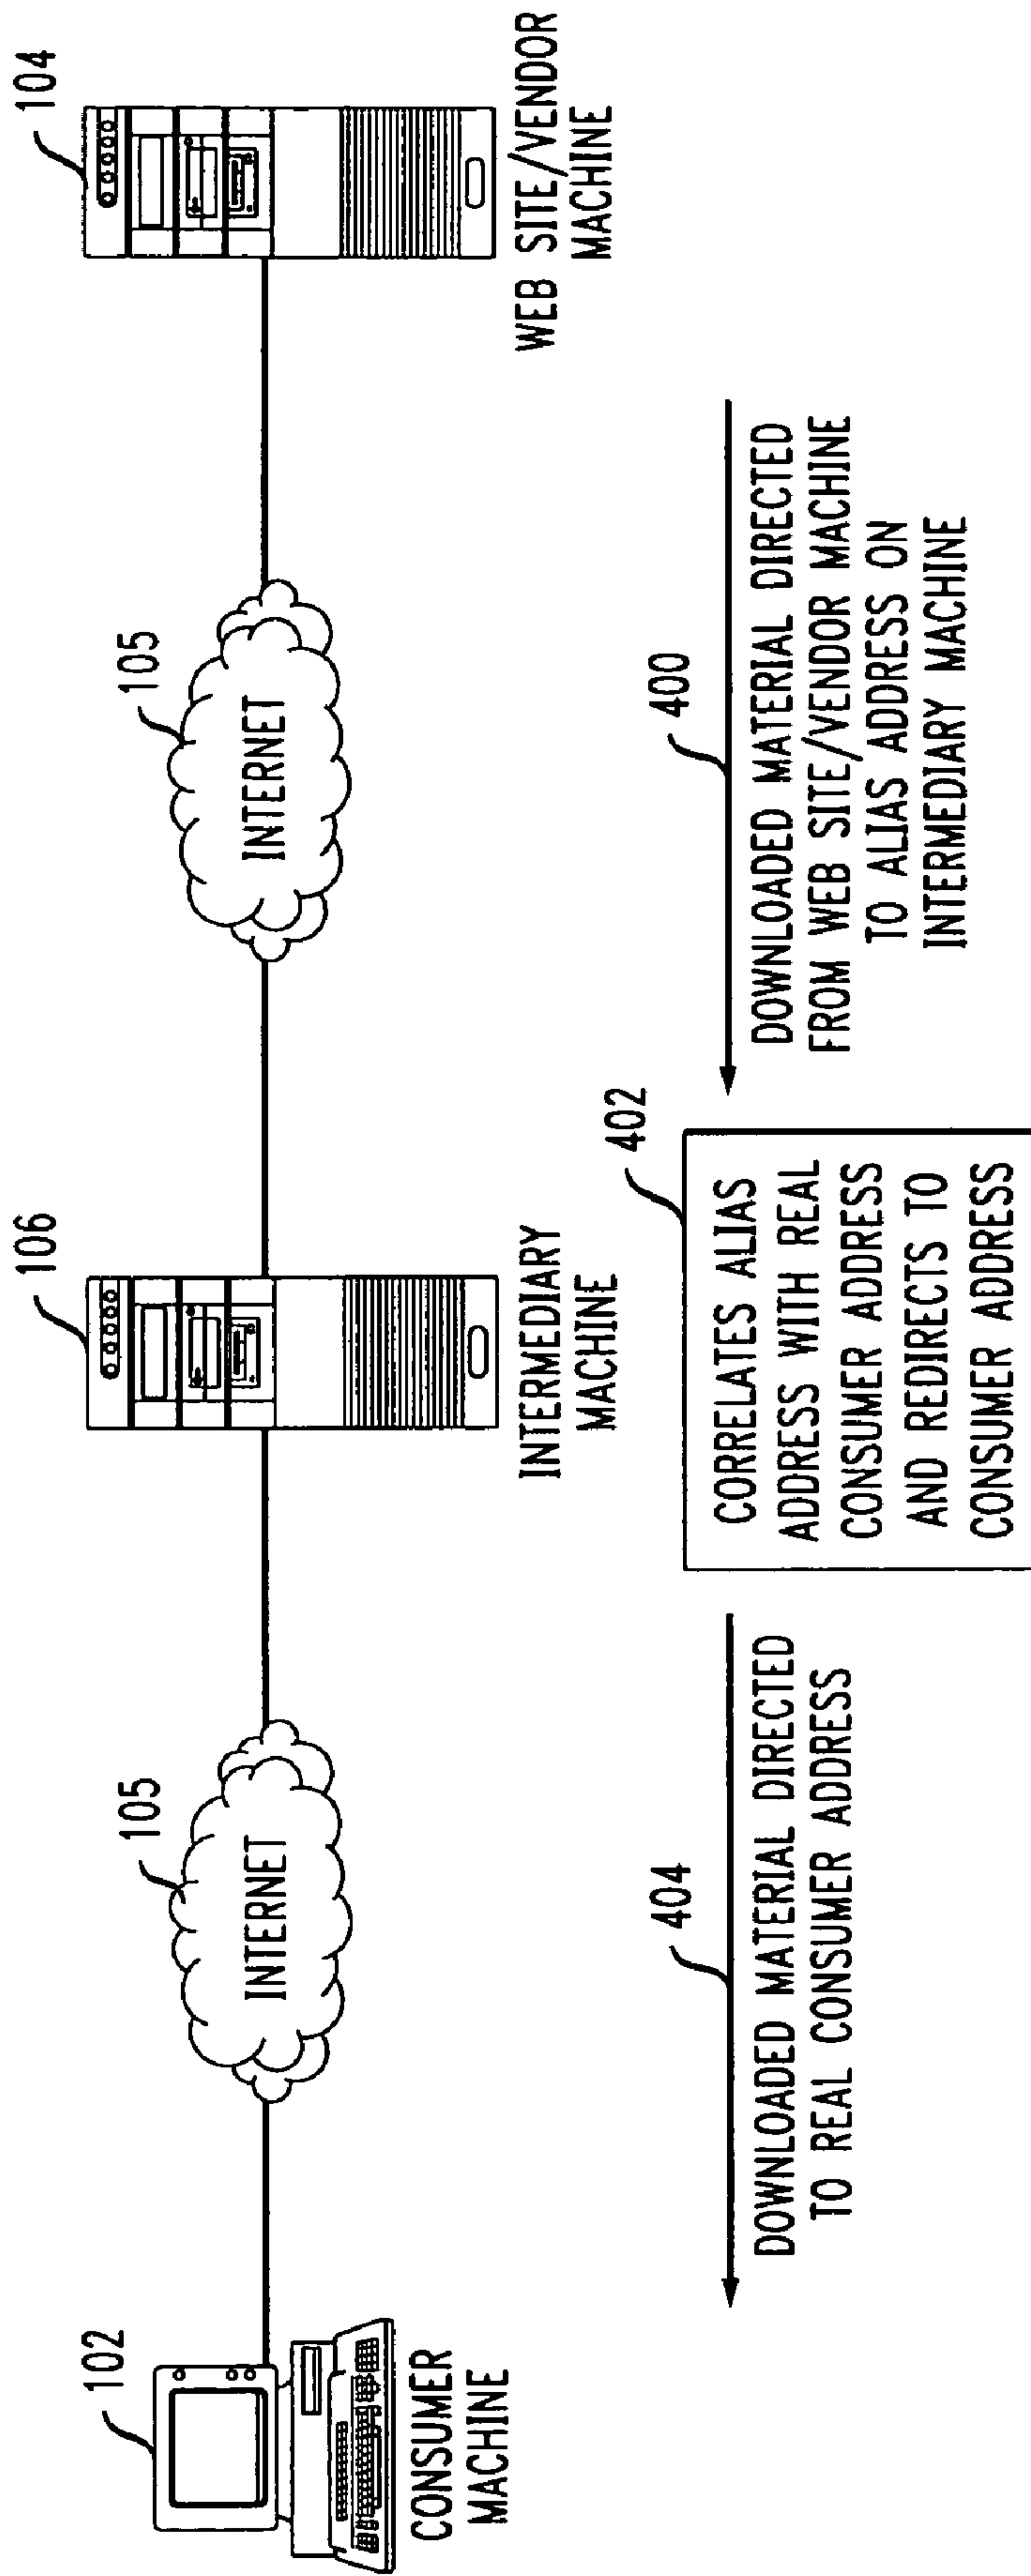 102
CONSUMER
MACHINE
105
INTERNET
106
INTERMEDIARY
MACHINE
105
INTERNET
104
WEB SITE/VENDOR
MACHINE
404
DOWNLOADED MATERIAL DIRECTED
TO REAL CONSUMER ADDRESS
402
CORRELATES ALIAS
ADDRESS WITH REAL
CONSUMER ADDRESS
AND REDIRECTS TO
CONSUMER ADDRESS
400
DOWNLOADED MATERIAL DIRECTED
FROM WEB SITE/VENDOR MACHINE
TO ALIAS ADDRESS ON
INTERMEDIARY MACHINE